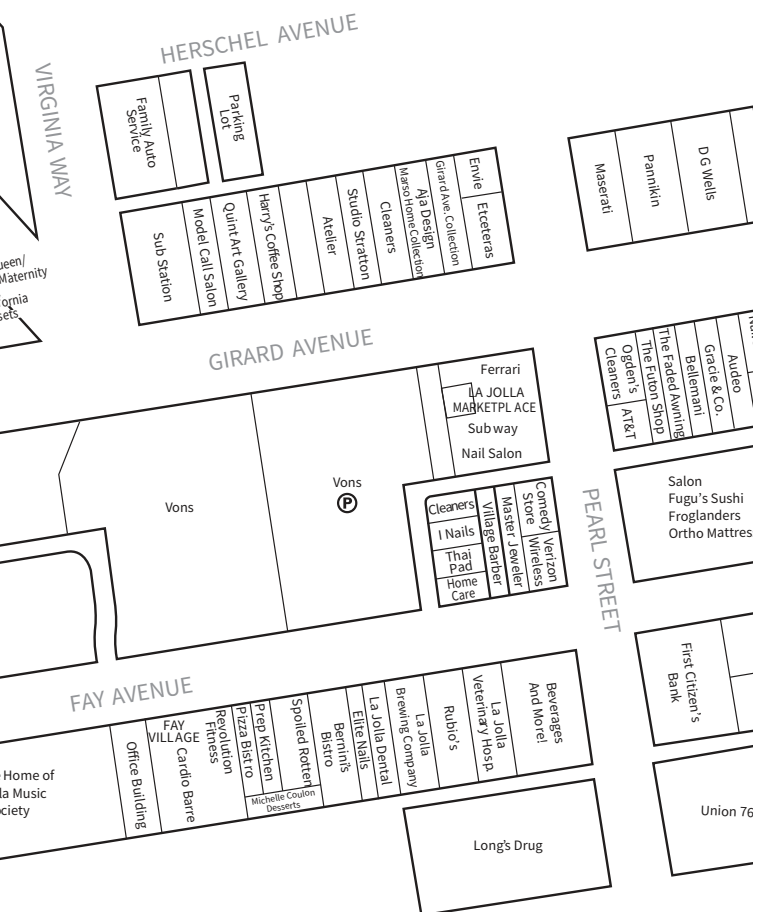 HERSCHEL AVENUE
VIRGINIA WAY
Family Auto
Service
Parking
Lot
Sub Station
Model Call Salon
Quint Art Gallery
Harry's Coffee Shop
Atelier
Studio Stratton
Cleaners
Marso Home Collection
Aja Design
Girard Ave. Collection
Envie
Etceteras
Maserati
Pannikin
D G Wells
ueen/
Maternity
ornia
sets
GIRARD AVENUE
Ferrari
LA JOLLA
MARKETPL ACE
Subway
Nail Salon
Ogden's
Cleaners
AT&T
The Futon Shop
The Faded Awning
Bellemani
Gracie & Co.
Audeo
Vons
Vons
P
Cleaners
I Nails
Thai
Pad
Home
Care
Village Barber
Master Jeweler
Comedy
Store
Verizon
Wireless
PEARL STREET
Salon
Fugu's Sushi
Froglanders
Ortho Mattres
FAY AVENUE
Home of
la Music
ciety
Office Building
FAY
VILLAGE
Cardio Barre
Revolution
Fitness
Pizza Bistro
Prep Kitchen
Spoiled Rotten
Michelle Coulon
Desserts
Bernini's
Bistro
Elite Nails
La Jolla Dental
La Jolla
Brewing Company
Rubio's
La Jolla
Veterinary Hosp.
Beverages
And More!
First Citizen's
Bank
Long's Drug
Union 76